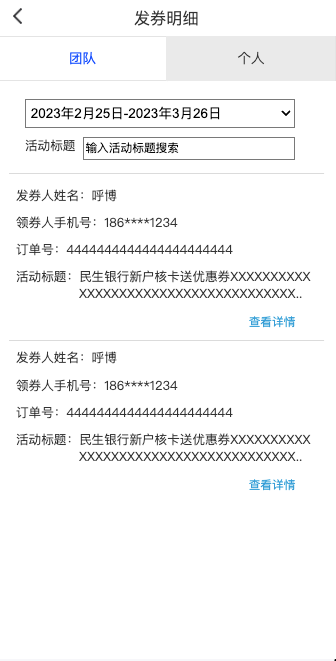 发券明细
团队
个人
2023年2月25日-2023年3月26日
活动标题 输入活动标题搜索
发券人姓名：呼博
领券人手机号：186****1234
订单号：4444444444444444444444
活动标题：民生银行新户核卡送优惠券XXXXXXXXXX
XXXXXXXXXXXXXXXXXXXXXXXXXXX..
查看详情
发券人姓名：呼博
领券人手机号：186****1234
订单号：4444444444444444444444
活动标题：民生银行新户核卡送优惠券XXXXXXXXXX
XXXXXXXXXXXXXXXXXXXXXXXXXXX..
查看详情